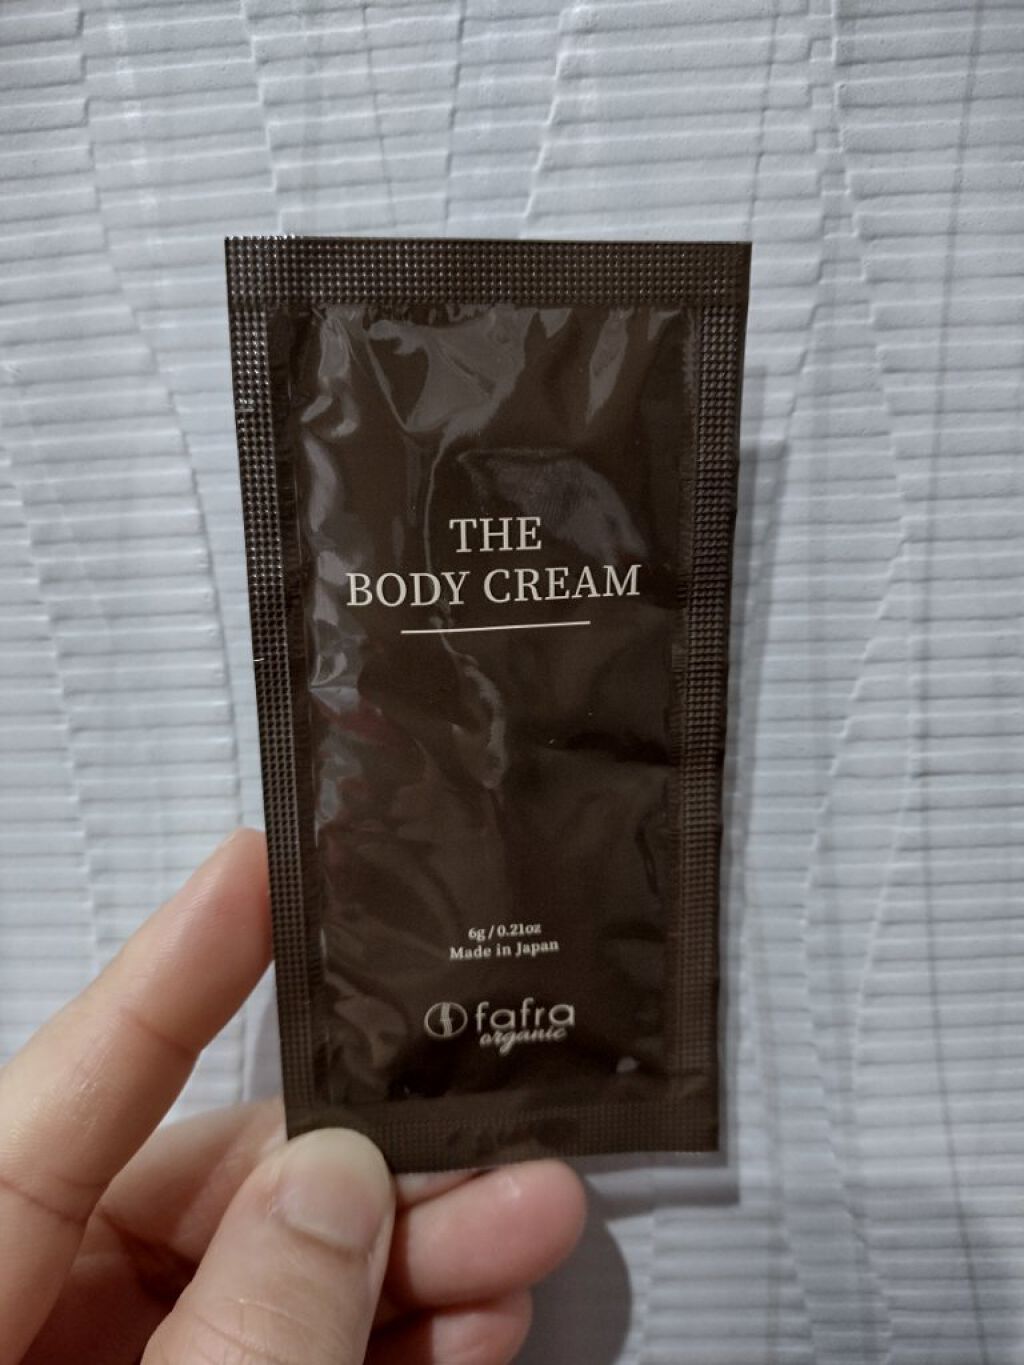 THE
BODY CREAM
6g / 0.21oz
Made in Japan
fafra
organic